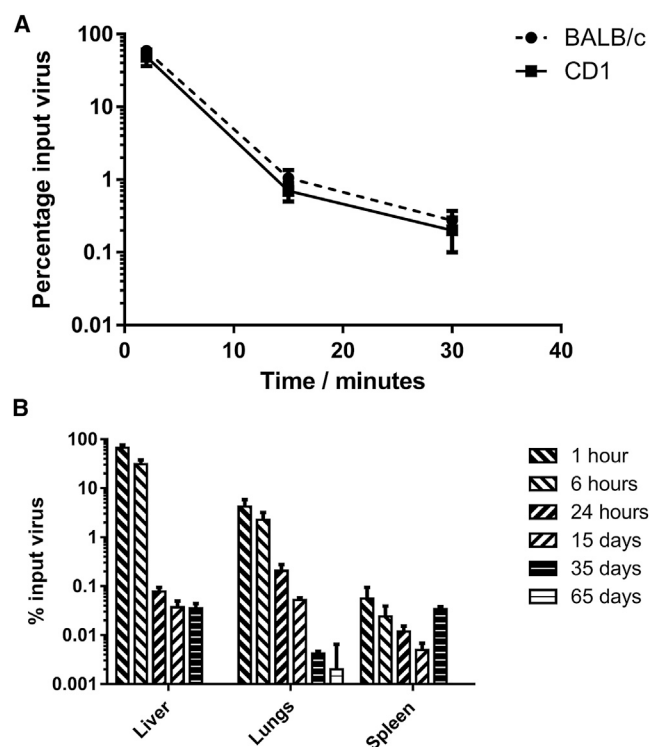 A
Percentage input virus
100
10
1
0.1
0.01
0
10
20
30
40
Time / minutes
BALB/c
CD1
B
% input virus
100
10
1
0.1
0.01
0.001
Liver
Lungs
Spleen
1 hour
6 hours
24 hours
15 days
35 days
65 days